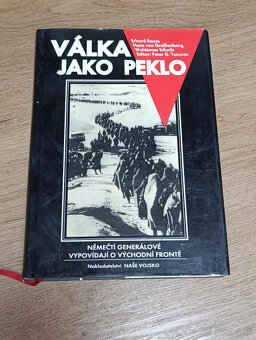 VÁLKA
JAKO PEKLO
Erhard Raus
Hans von Greiffenberg
Waldemar Erfurth
Editor: Peter G. Tsouras
NĚMEČTÍ GENERÁLOVÉ
VYPOVÍDAJÍ O VÝCHODNÍ FRONTĚ
Nakladatelství NAŠE VOJSKO